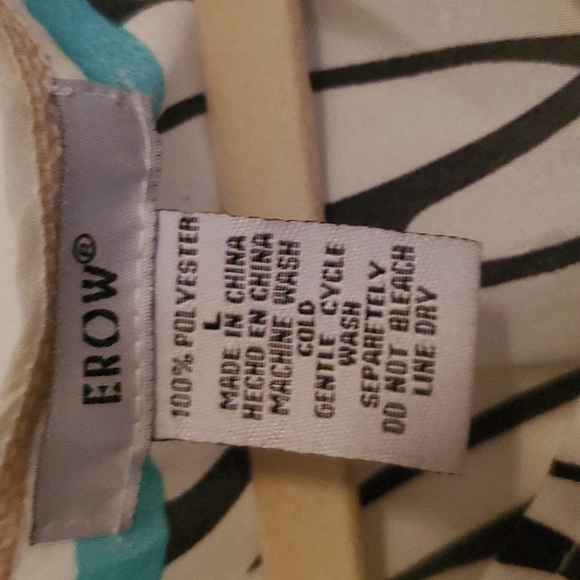 EROW®
100% POLYESTER
L
MADE IN CHINA
HECHO EN CHINA
MACHINE WASH
COLD
GENTLE CYCLE
WASH
SEPARETELY
DO NOT BLEACH
LINE DRY